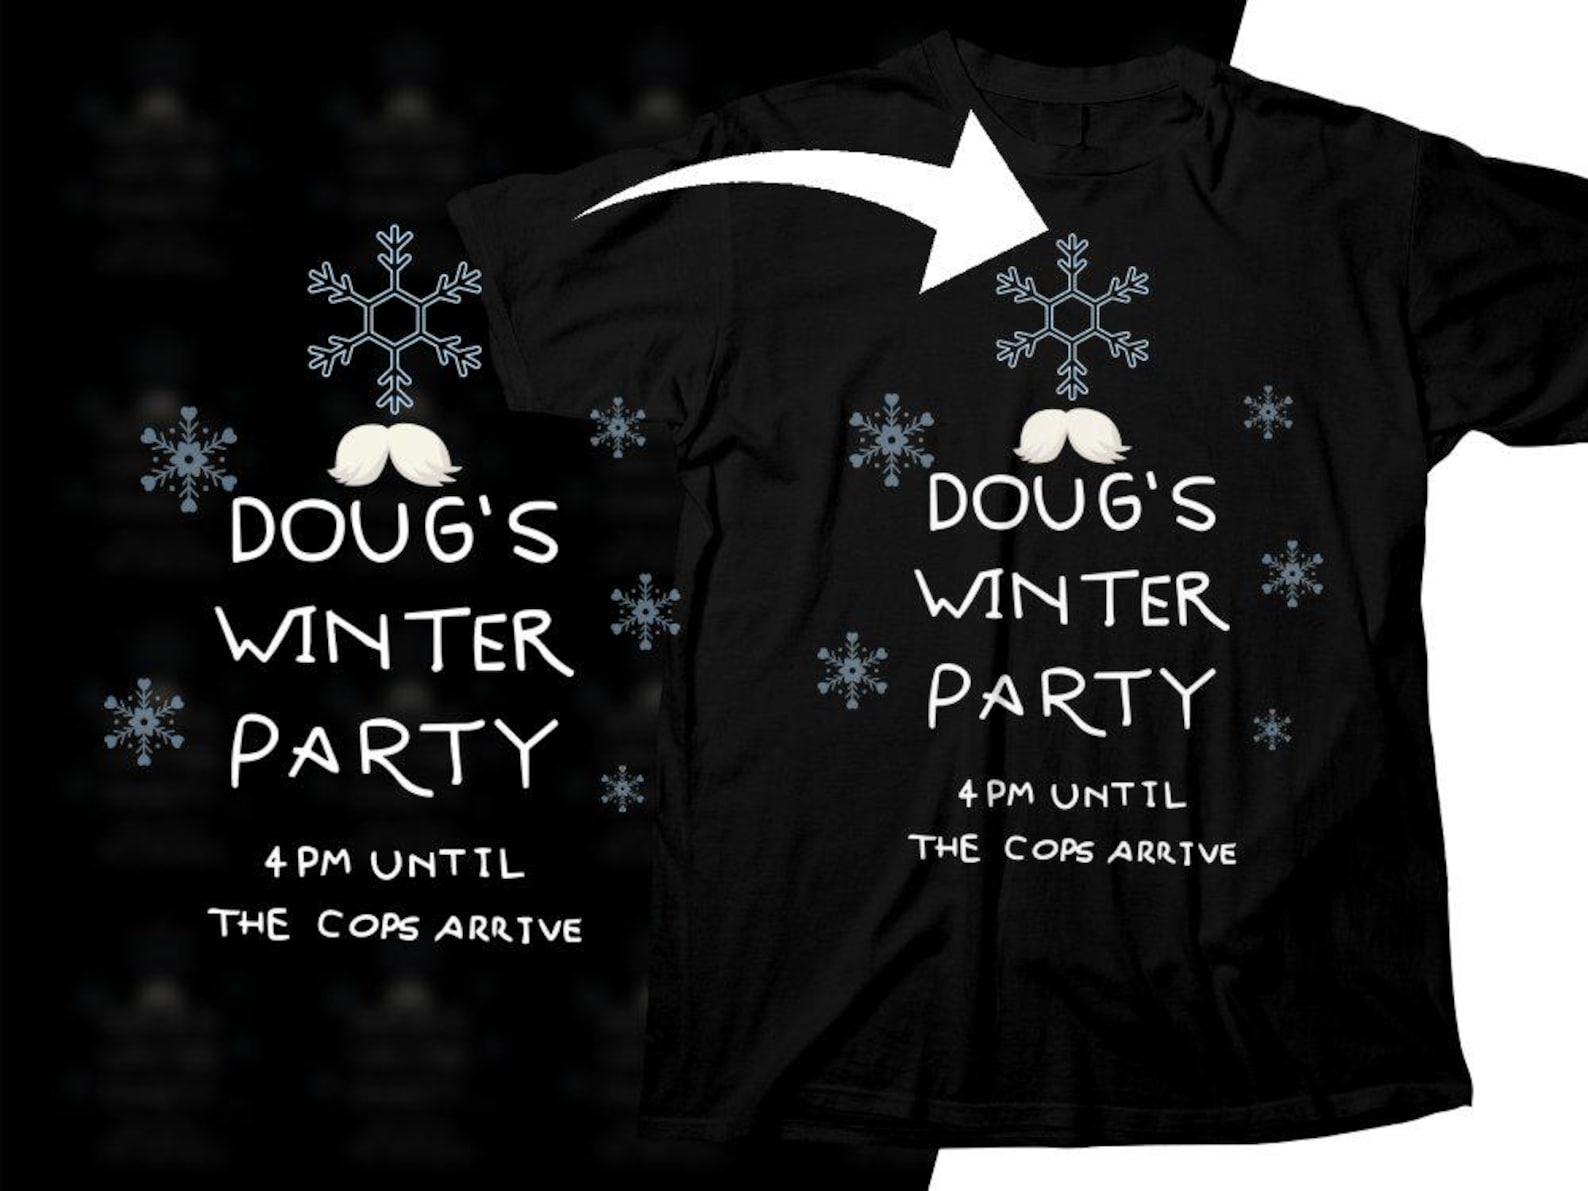 DOUG'S
WINTER
PARTY
4PM UNTIL
THE COPS ARRIVE
DOUG'S
WINTER
PARTY
4PM UNTIL
THE COPS ARRIVE